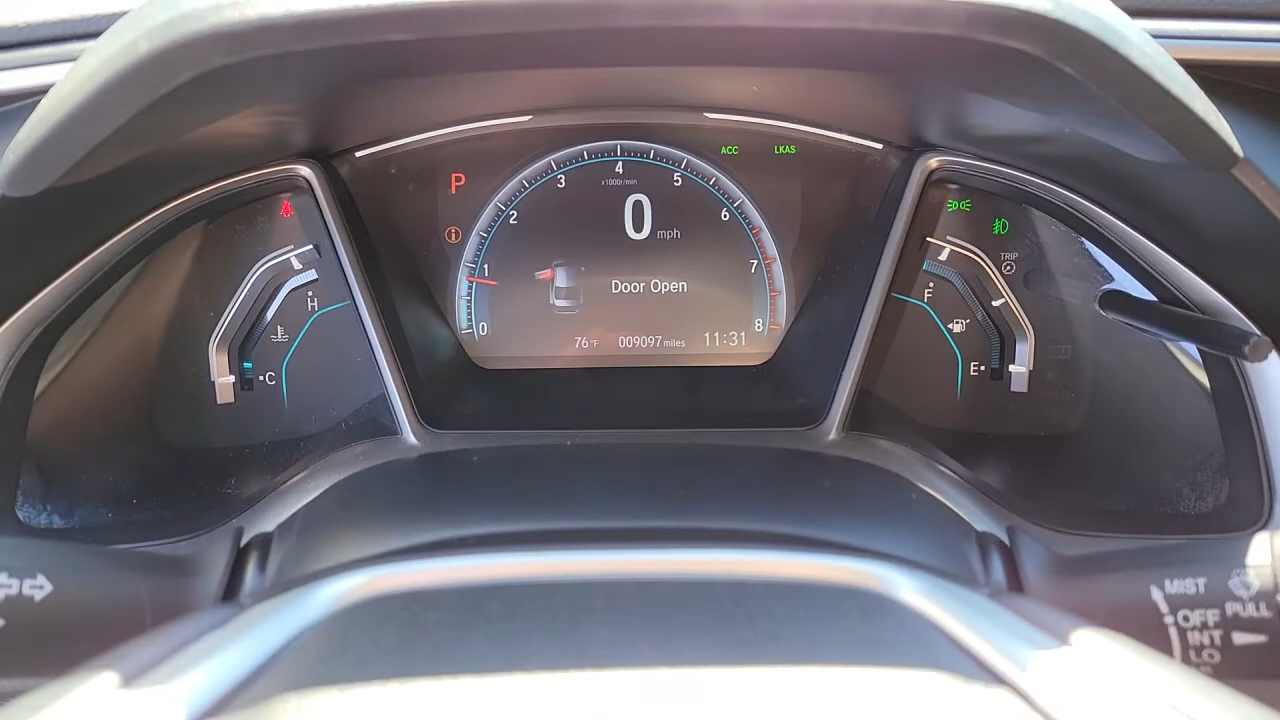 ACC LKAS
P
4
3 5
x1000r/min
2 6
0 mph
1 7
Door Open
0 8
76°F 009097 miles 11:31
H
C
TRIP
F
E
MIST
PULL
OFF
INT
LO